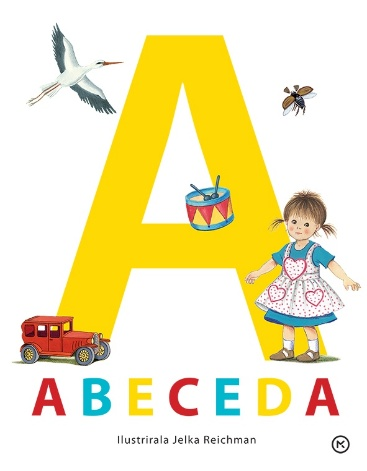 A
ABECEDA
Ilustrirala Jelka Reichman